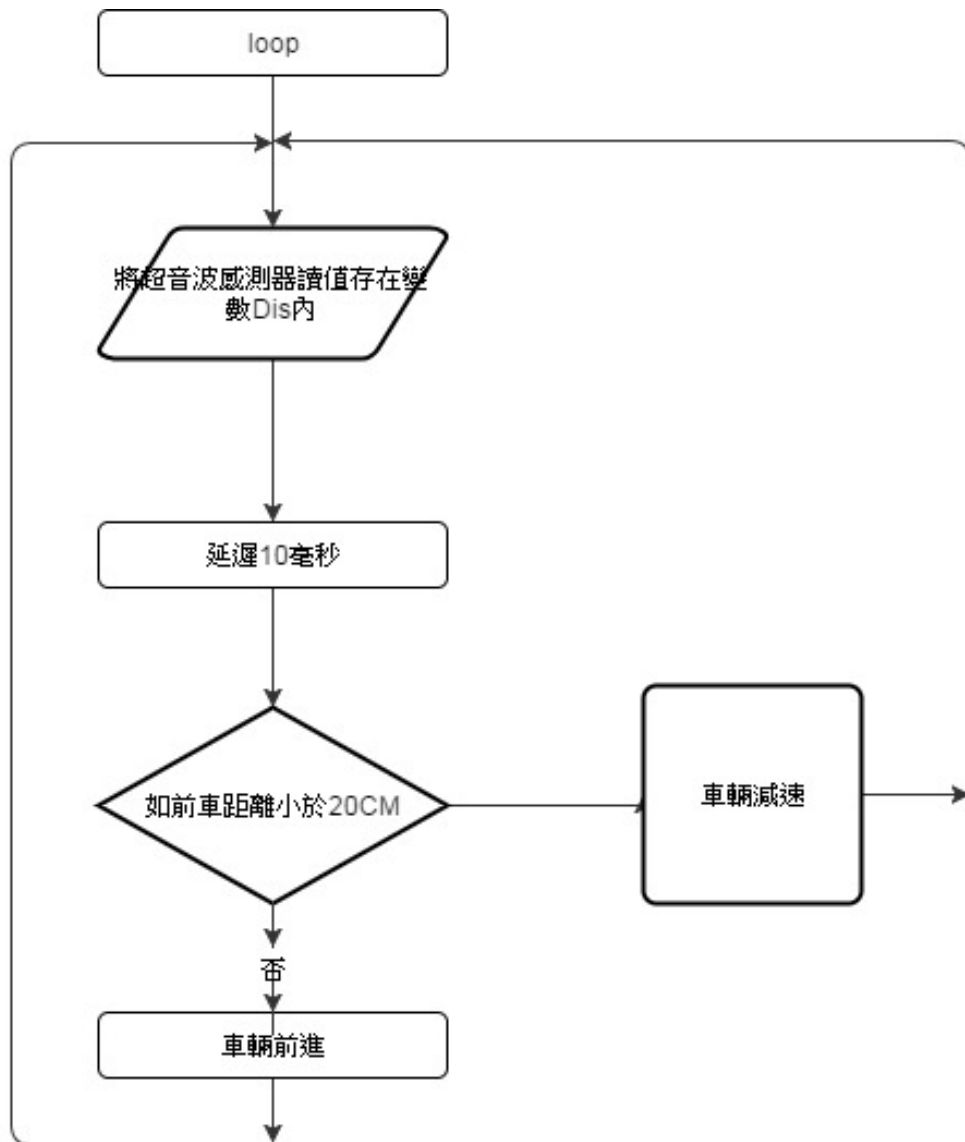 loop
將超音波感測器讀值存在變
數Dis內
延遲10毫秒
如前車距離小於20CM
車輛減速
否
車輛前進